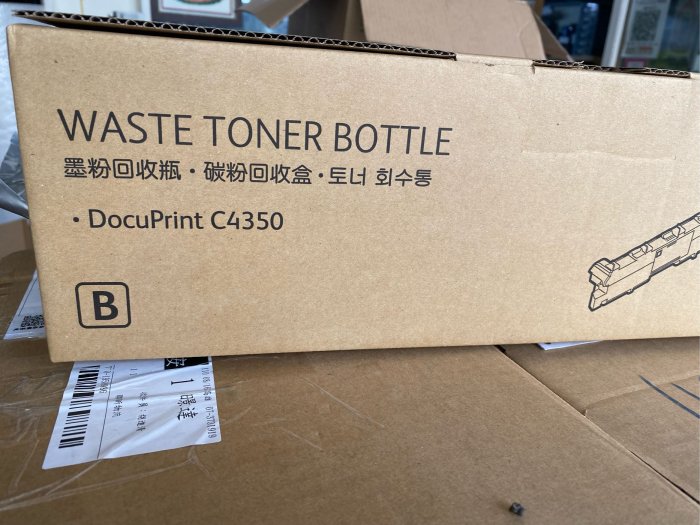 WASTE TONER BOTTLE
墨粉回收瓶・碳粉回收盒・토너 회수통
・DocuPrint C4350
B
1